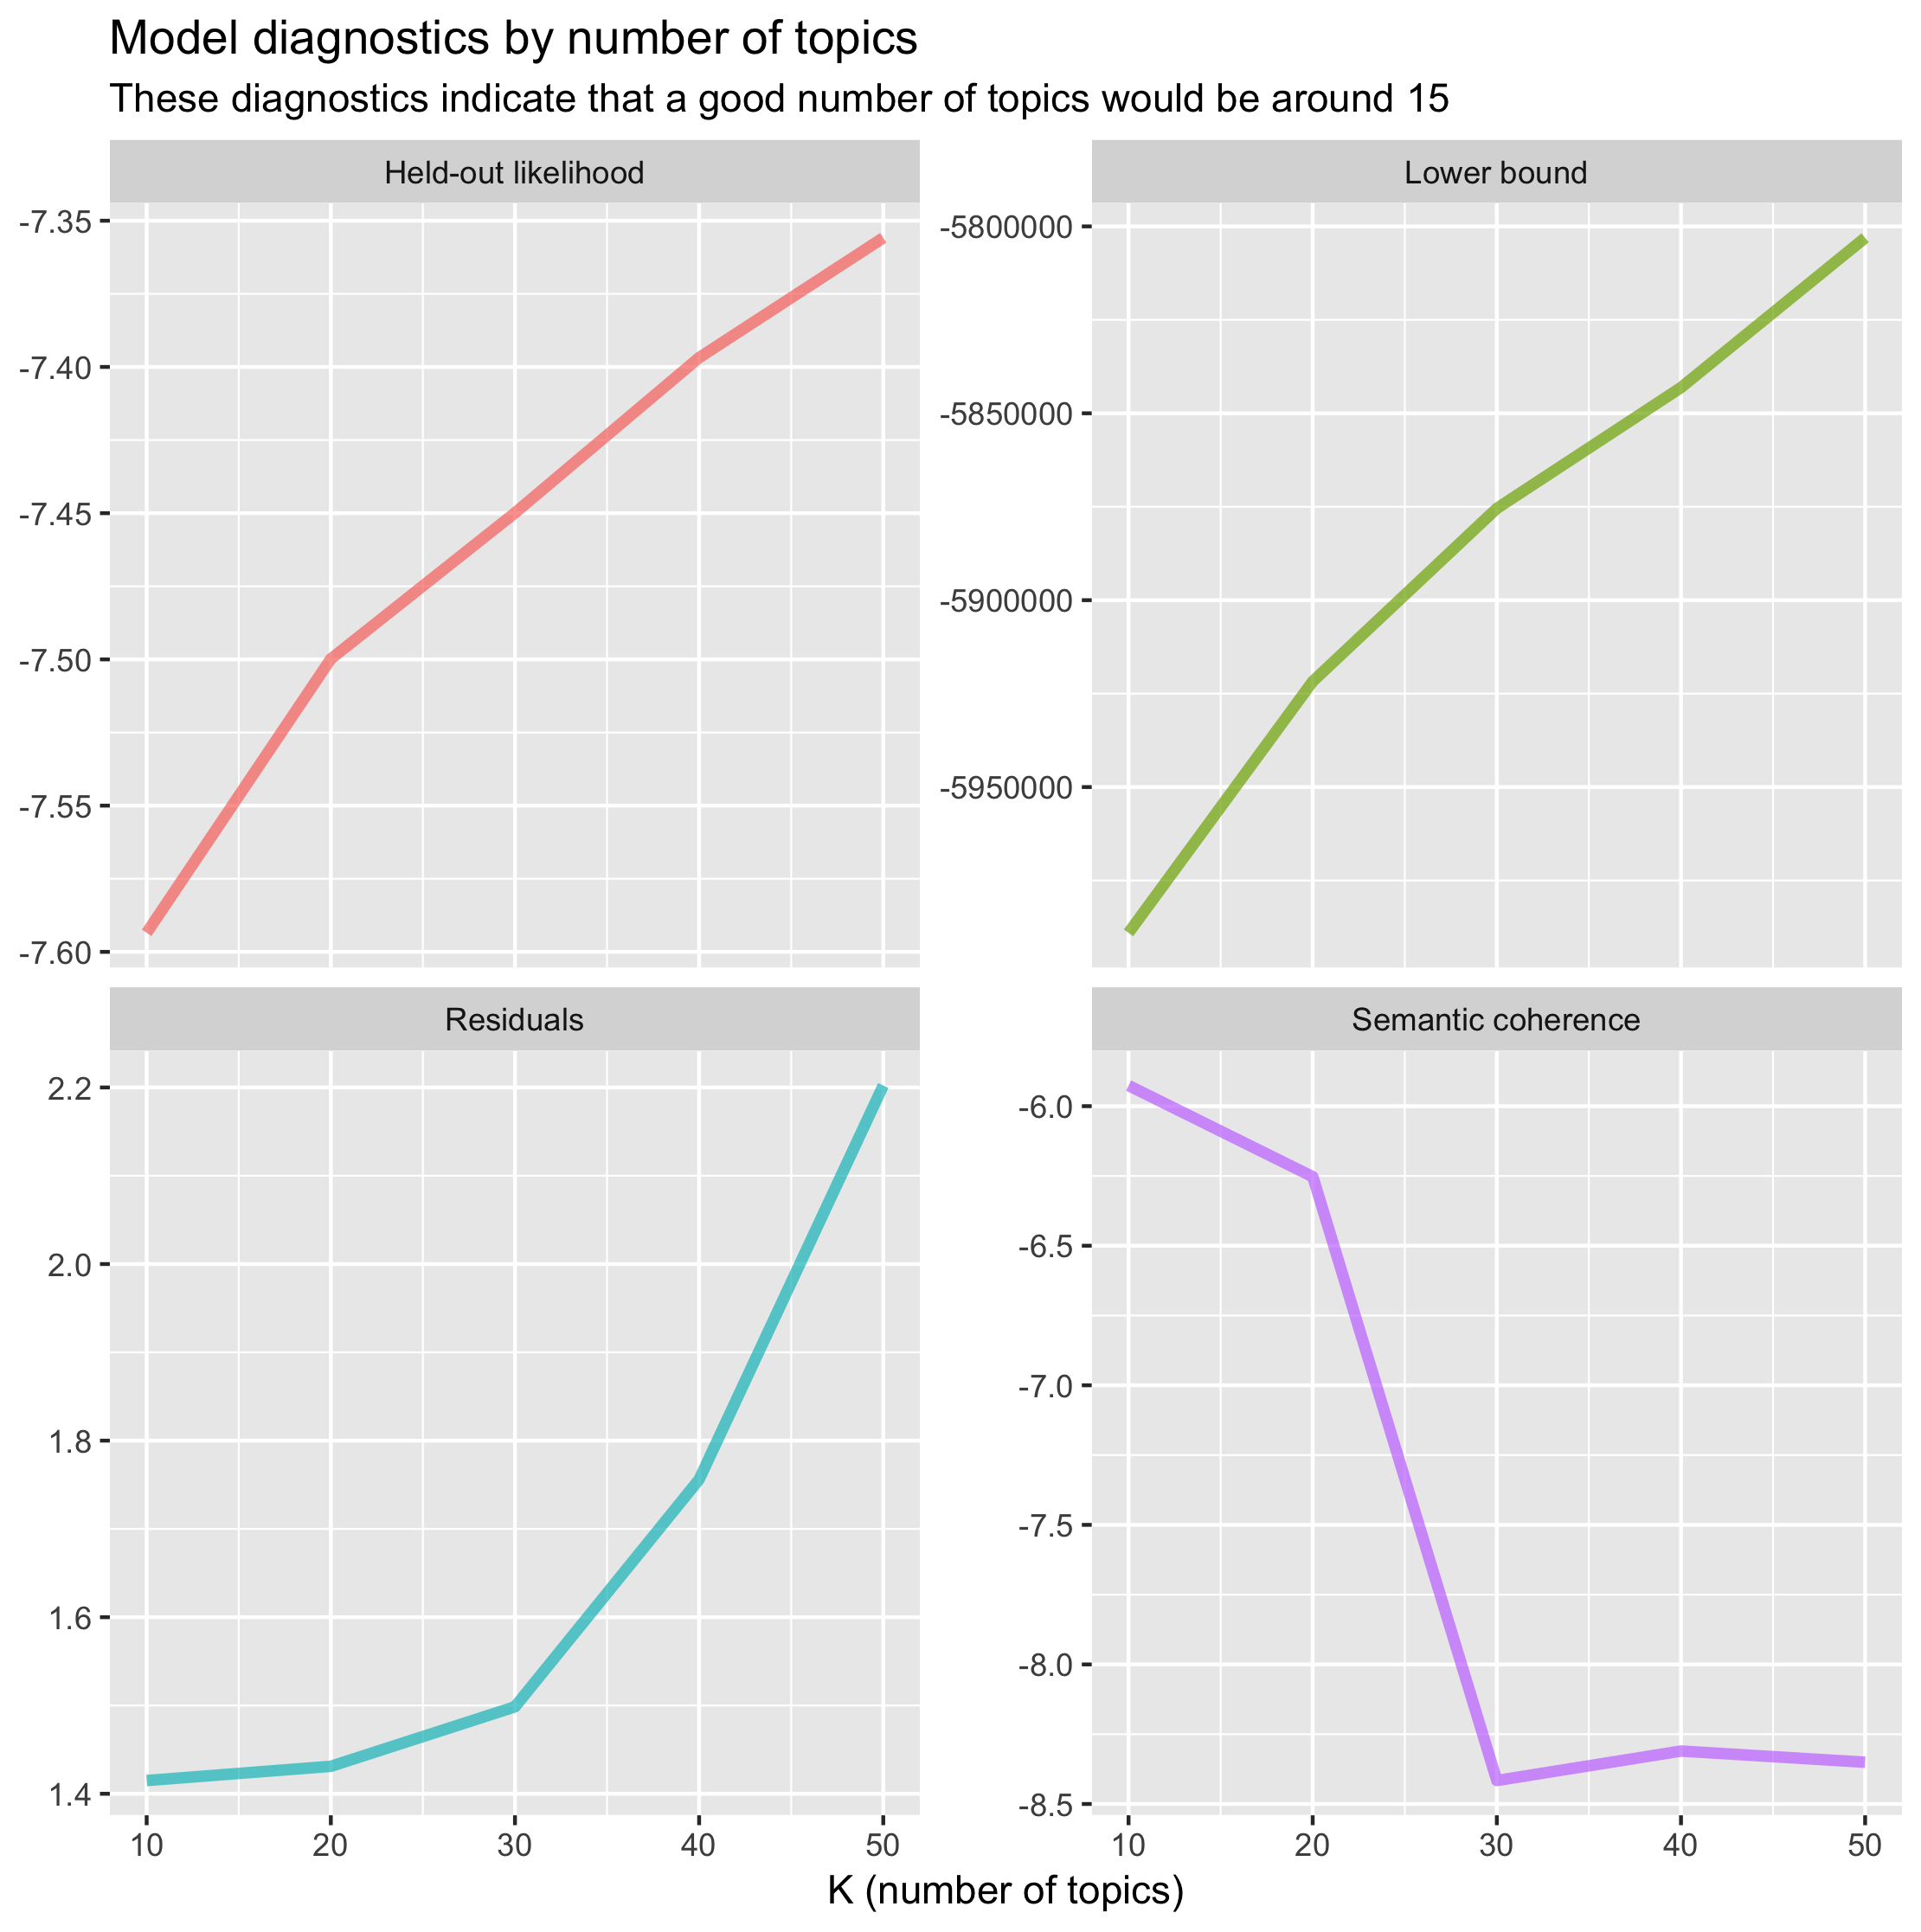 Model diagnostics by number of topics
These diagnostics indicate that a good number of topics would be around 15
Held-out likelihood
-7.35
-7.40
-7.45
-7.50
-7.55
-7.60
Lower bound
-5800000
-5850000
-5900000
-5950000
Residuals
2.2
2.0
1.8
1.6
1.4
10 20 30 40 50
Semantic coherence
-6.0
-6.5
-7.0
-7.5
-8.0
-8.5
10 20 30 40 50
K (number of topics)